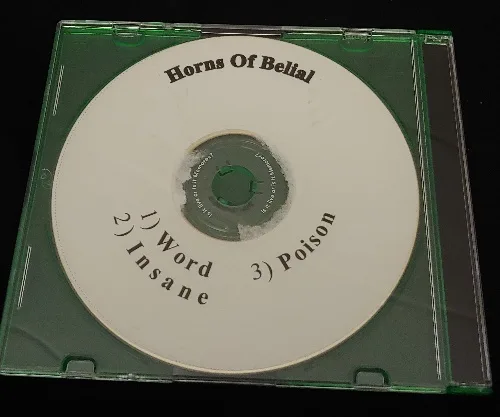 Horns Of Belial
1) Word
2) Insane
3) Poison